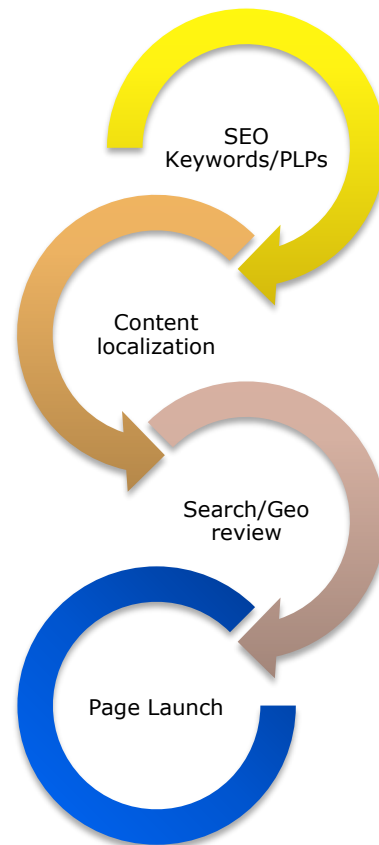 SEO
Keywords/PLPs
Content
localization
Search/Geo
review
Page Launch